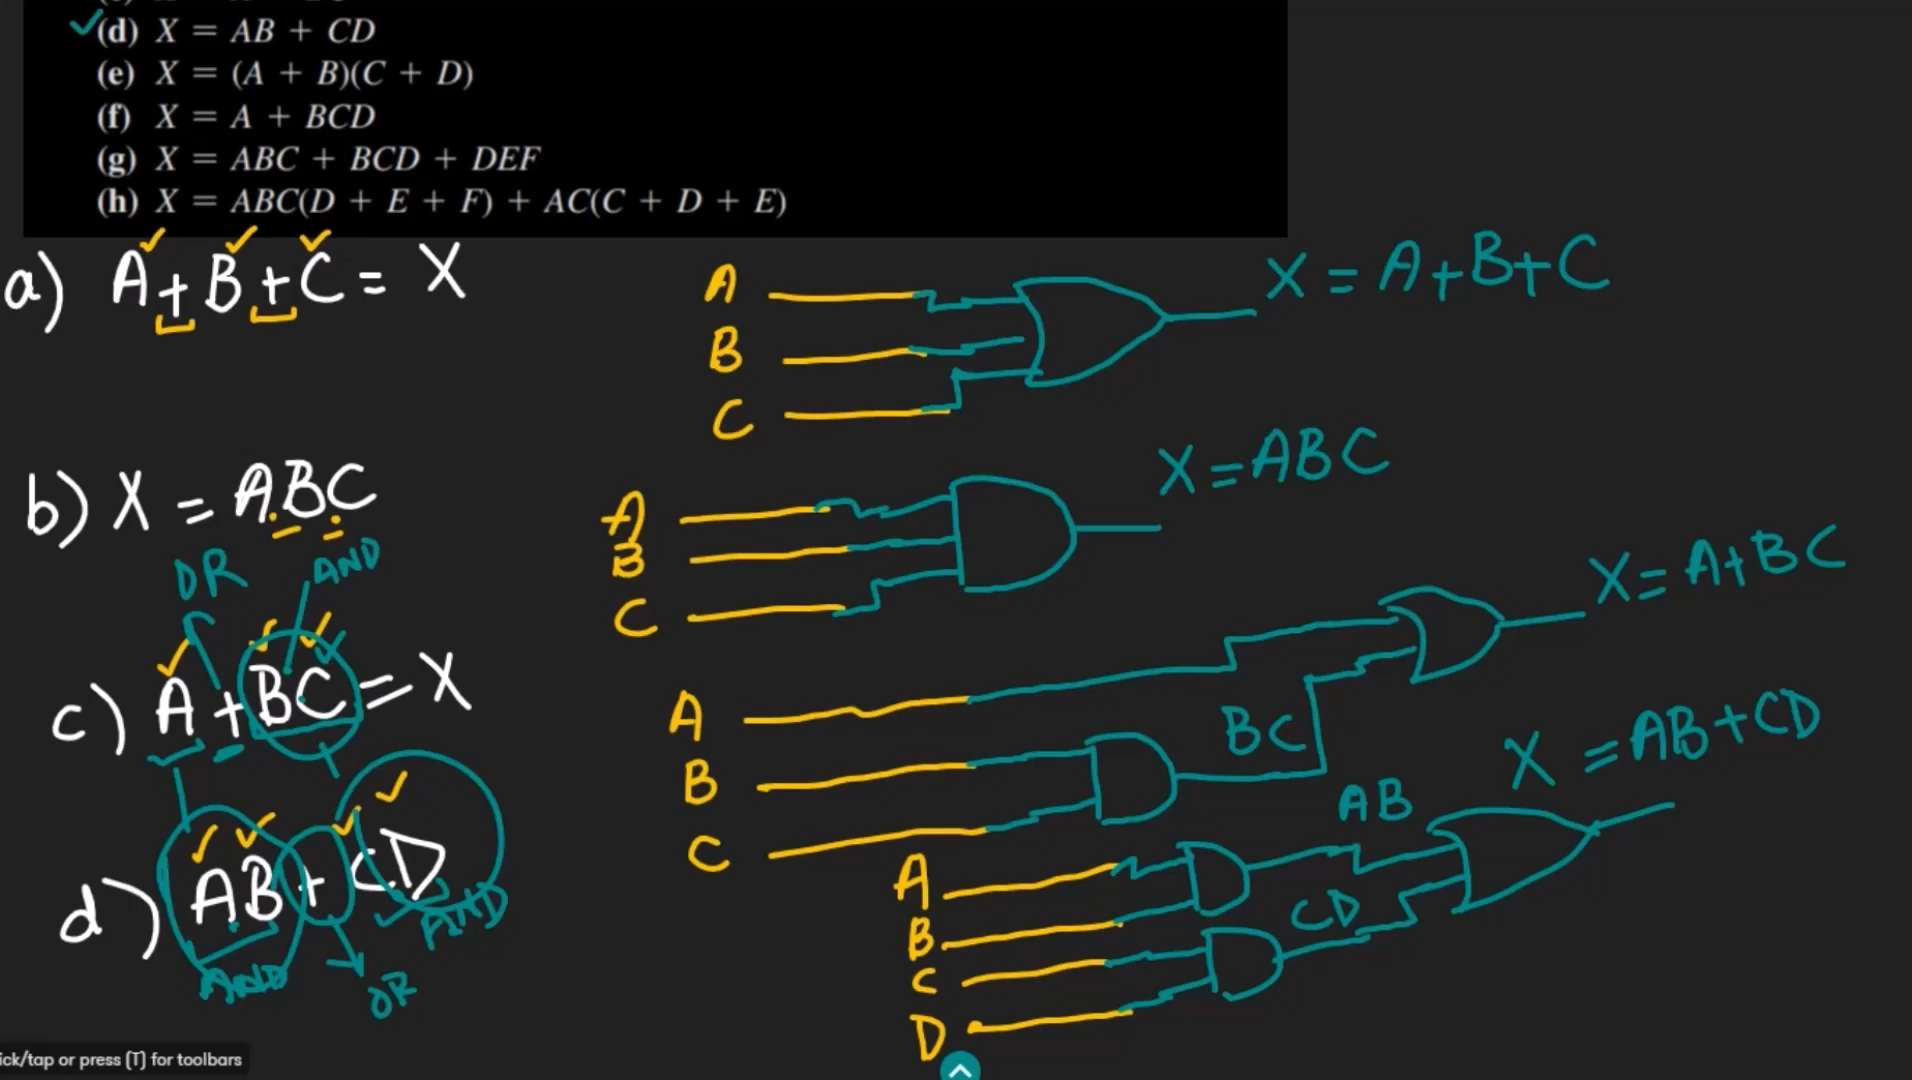 (d) X = AB + CD
(e) X = (A + B)(C + D)
(f) X = A + BCD
(g) X = ABC + BCD + DEF
(h) X = ABC(D + E + F) + AC(C + D + E)
a) A+B+C = X
A
B
C
X = A+B+C
b) X = ABC
A
B
C
X=ABC
OR
AND
c) A+BC=X
A
B
C
BC
X=A+BC
d) AB+CD
AND
OR
AND
A
B
C
D
AB
CD
X =AB+CD
ick/tap or press (T) for toolbars